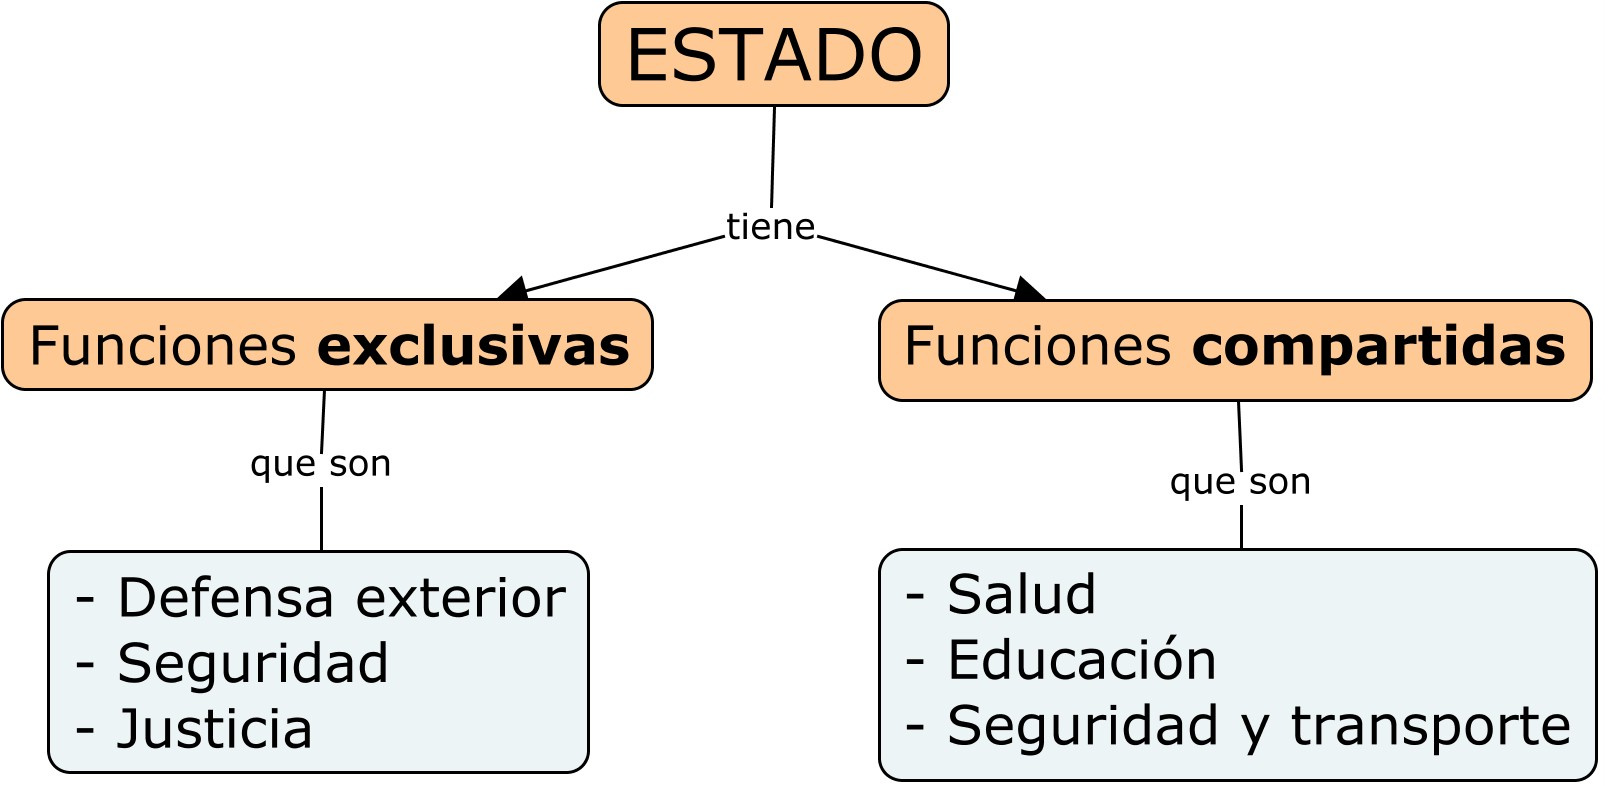 ESTADO
tiene
Funciones exclusivas
que son
- Defensa exterior
- Seguridad
- Justicia
Funciones compartidas
que son
- Salud
- Educación
- Seguridad y transporte